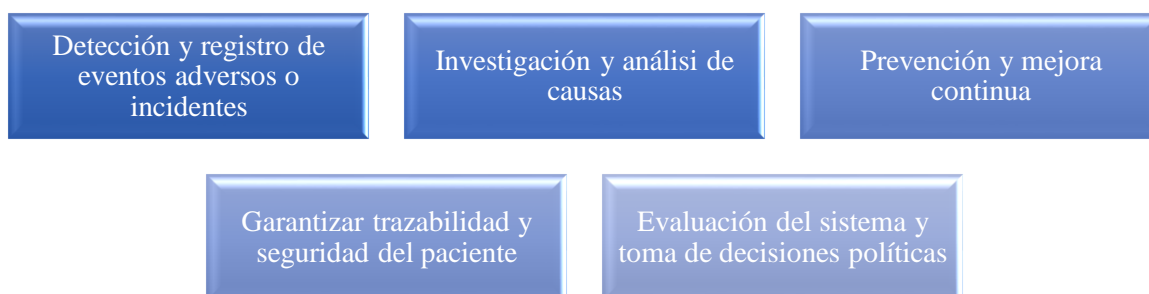 Detección y registro de
eventos adversos o
incidentes
Investigación y análisi de
causas
Prevención y mejora
continua
Garantizar trazabilidad y
seguridad del paciente
Evaluación del sistema y
toma de decisiones políticas